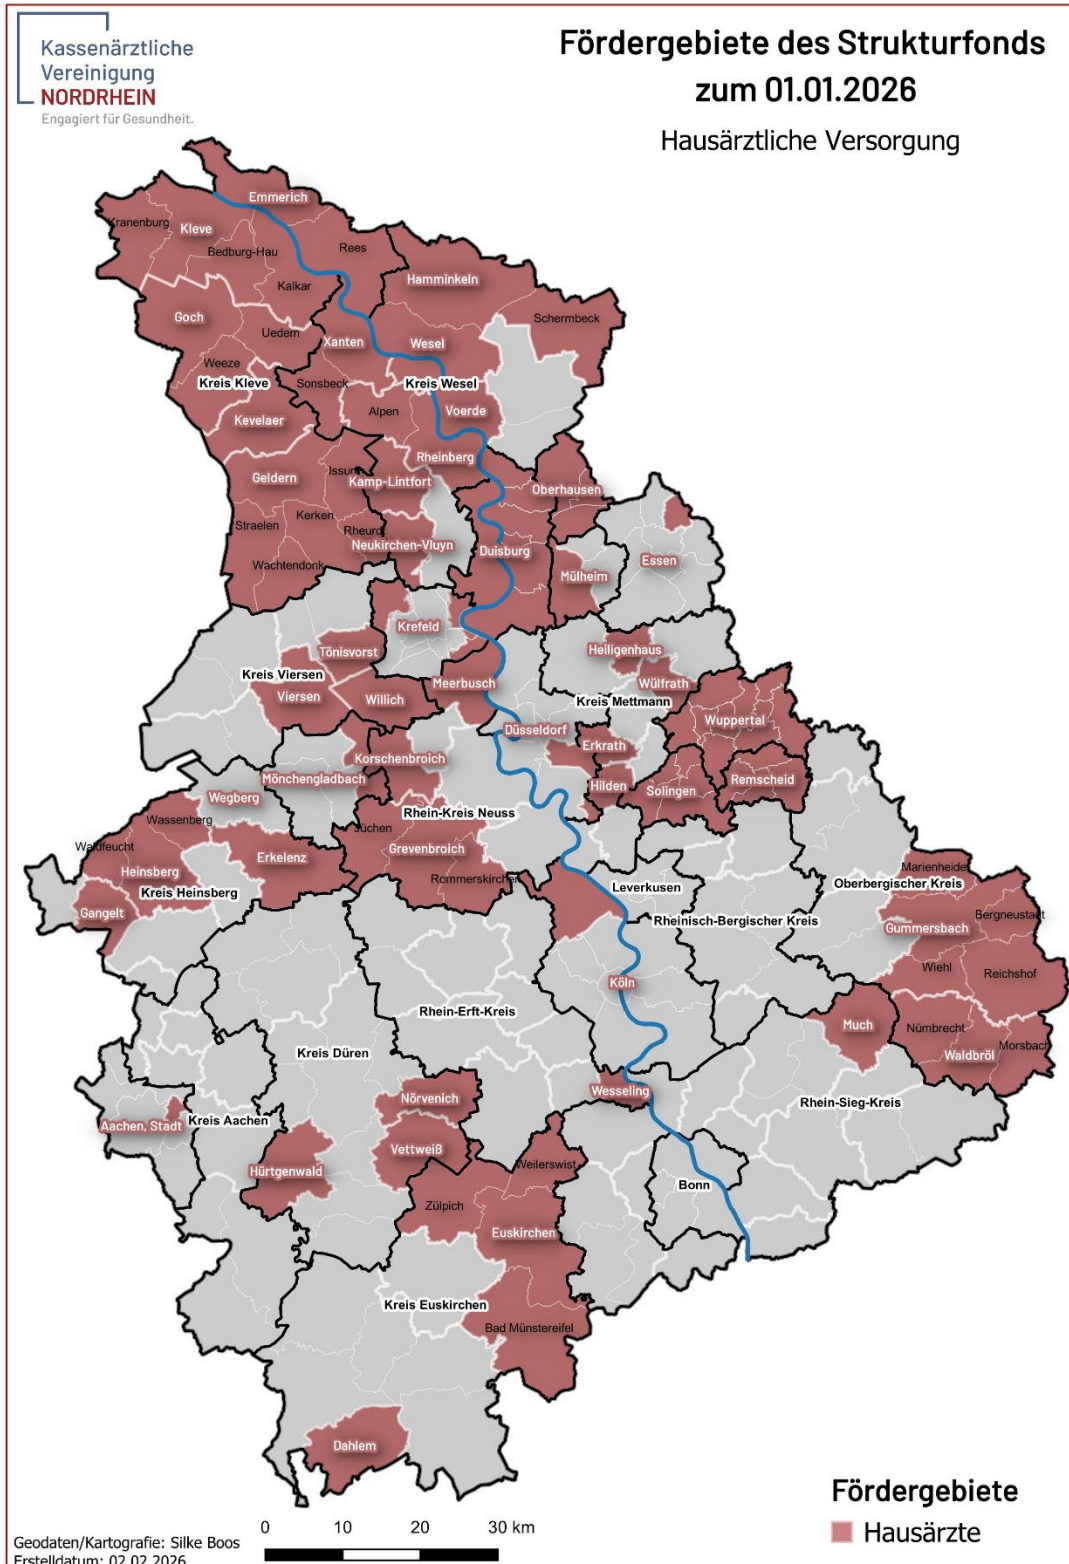 Kassenärztliche
Vereinigung
NORDRHEIN
Engagiert für Gesundheit.
Fördergebiete des Strukturfonds
zum 01.01.2026
Hausärztliche Versorgung
Emmerich
Kranenburg
Kleve
Bedburg-Hau
Rees
Kalkar
Hamminkeln
Goch
Schermbeck
Uedem
Xanten
Wesel
Weeze
Kreis Kleve
Sonsbeck
Kreis Wesel
Alpen
Voerde
Kevelaer
Rheinberg
Geldern
Issum
Kamp-Lintfort
Oberhausen
Straelen
Kerken
Rheurd
Neukirchen-Vluyn
Duisburg
Essen
Wachtendonk
Mülheim
Krefeld
Tönisvorst
Heiligenhaus
Kreis Viersen
Meerbusch
Wülfrath
Viersen
Willich
Kreis Mettmann
Wuppertal
Düsseldorf
Erkrath
Korschenbroich
Mönchengladbach
Hilden
Solingen
Remscheid
Wegberg
Rhein-Kreis Neuss
Wassenberg
Jüchen
Waldfeucht
Grevenbroich
Erkelenz
Heinsberg
Rommerskirchen
Kreis Heinsberg
Leverkusen
Marienheide
Oberbergischer Kreis
Gangelt
Rheinisch-Bergischer Kreis
Bergneustadt
Gummersbach
Wiehl
Reichshof
Köln
Rhein-Erft-Kreis
Much
Nümbrecht
Kreis Düren
Waldbröl
Morsbach
Wesseling
Nörvenich
Rhein-Sieg-Kreis
Aachen, Stadt
Kreis Aachen
Vettweiß
Hürtgenwald
Weilerswist
Bonn
Zülpich
Euskirchen
Kreis Euskirchen
Bad Münstereifel
Dahlem
Fördergebiete
Hausärzte
0 10 20 30 km
Geodaten/Kartografie: Silke Boos
Erstelldatum: 02.02.2026